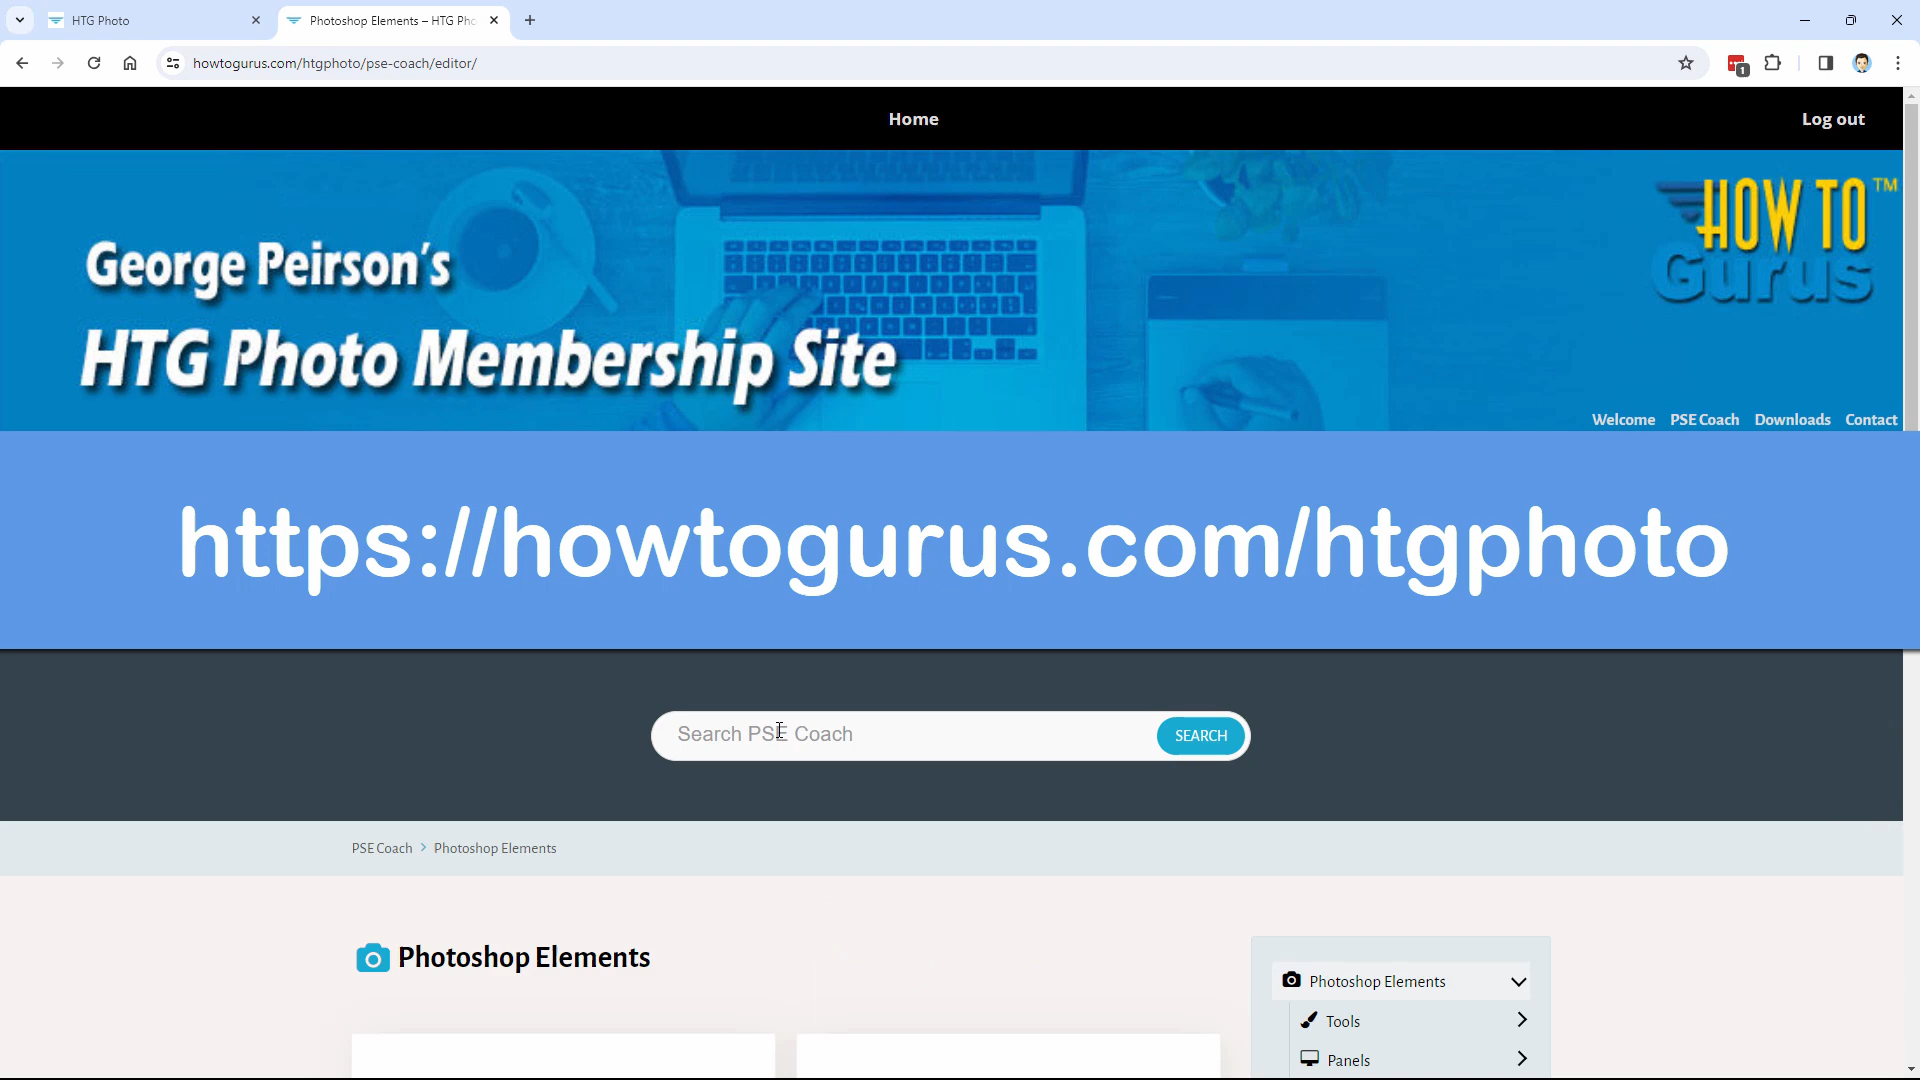 HTG Photo
Photoshop Elements – HTG Pho
howtogurus.com/htgphoto/pse-coach/editor/
1
Home
Log out
HOW TO™
Gurus
George Peirson's
HTG Photo Membership Site
Welcome PSE Coach Downloads Contact
https://howtogurus.com/htgphoto
Search PSE Coach
SEARCH
PSE Coach > Photoshop Elements
Photoshop Elements
Photoshop Elements
Tools
Panels